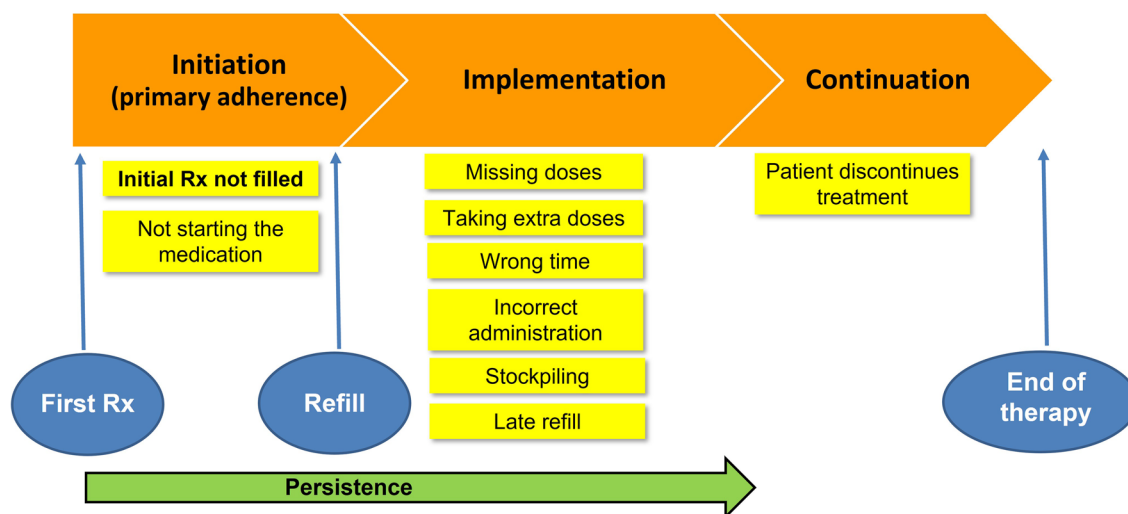 Initiation
(primary adherence)
Implementation
Continuation
Initial Rx not filled
Not starting the
medication
Missing doses
Taking extra doses
Wrong time
Incorrect
administration
Stockpiling
Late refill
Patient discontinues
treatment
First Rx
Refill
End of
therapy
Persistence